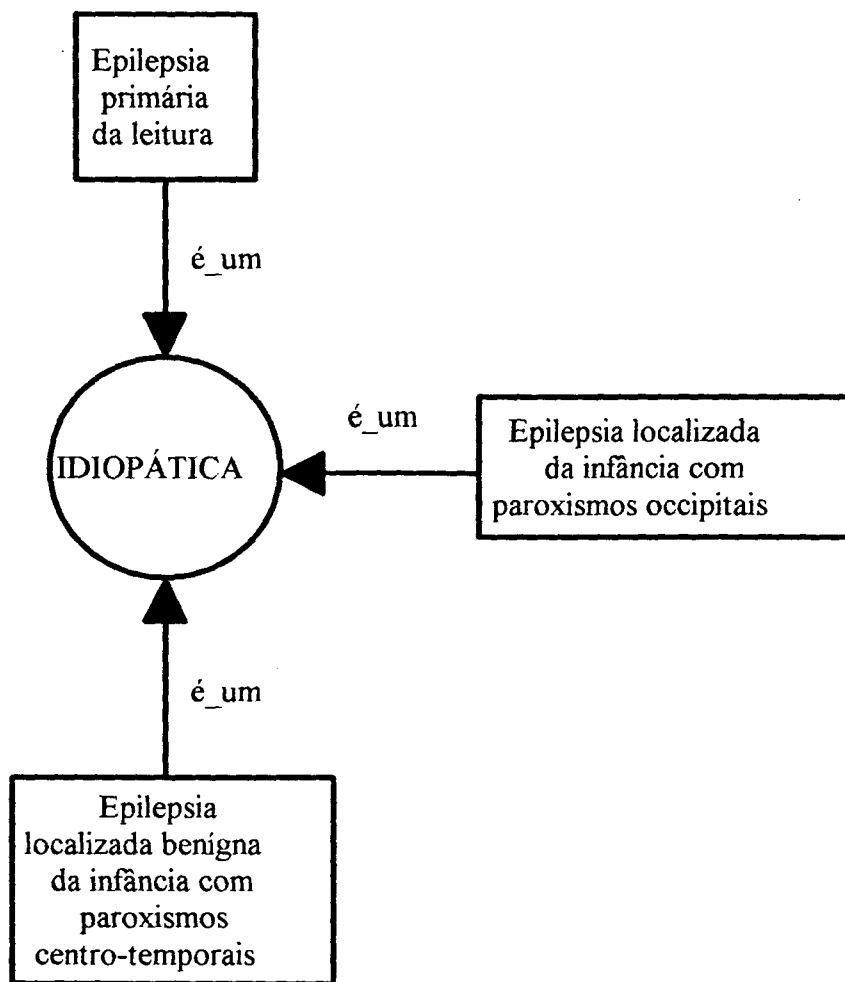 Epilepsia
primária
da leitura
é_um
IDIOPÁTICA
é_um
Epilepsia localizada
da infância com
paroxismos occipitais
é_um
Epilepsia
localizada benígna
da infância com
paroxismos
centro-temporais